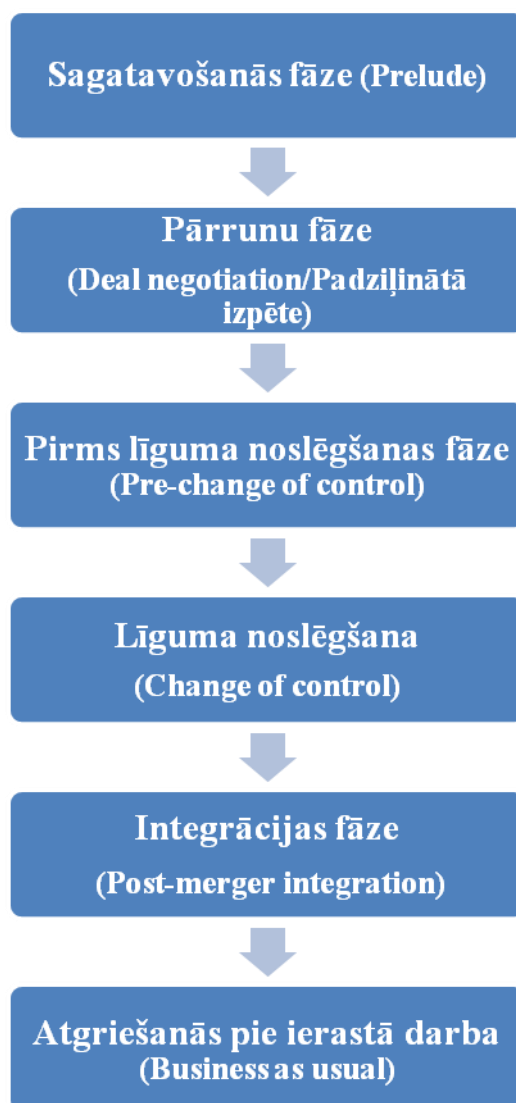 Sagatavošanās fāze (Prelude)
Pārrunu fāze
(Deal negotiation/Padziļinātā
izpēte)
Pirms līguma noslēgšanas fāze
(Pre-change of control)
Līguma noslēgšana
(Change of control)
Integrācijas fāze
(Post-merger integration)
Atgriešanās pie ierastā darba
(Business as usual)